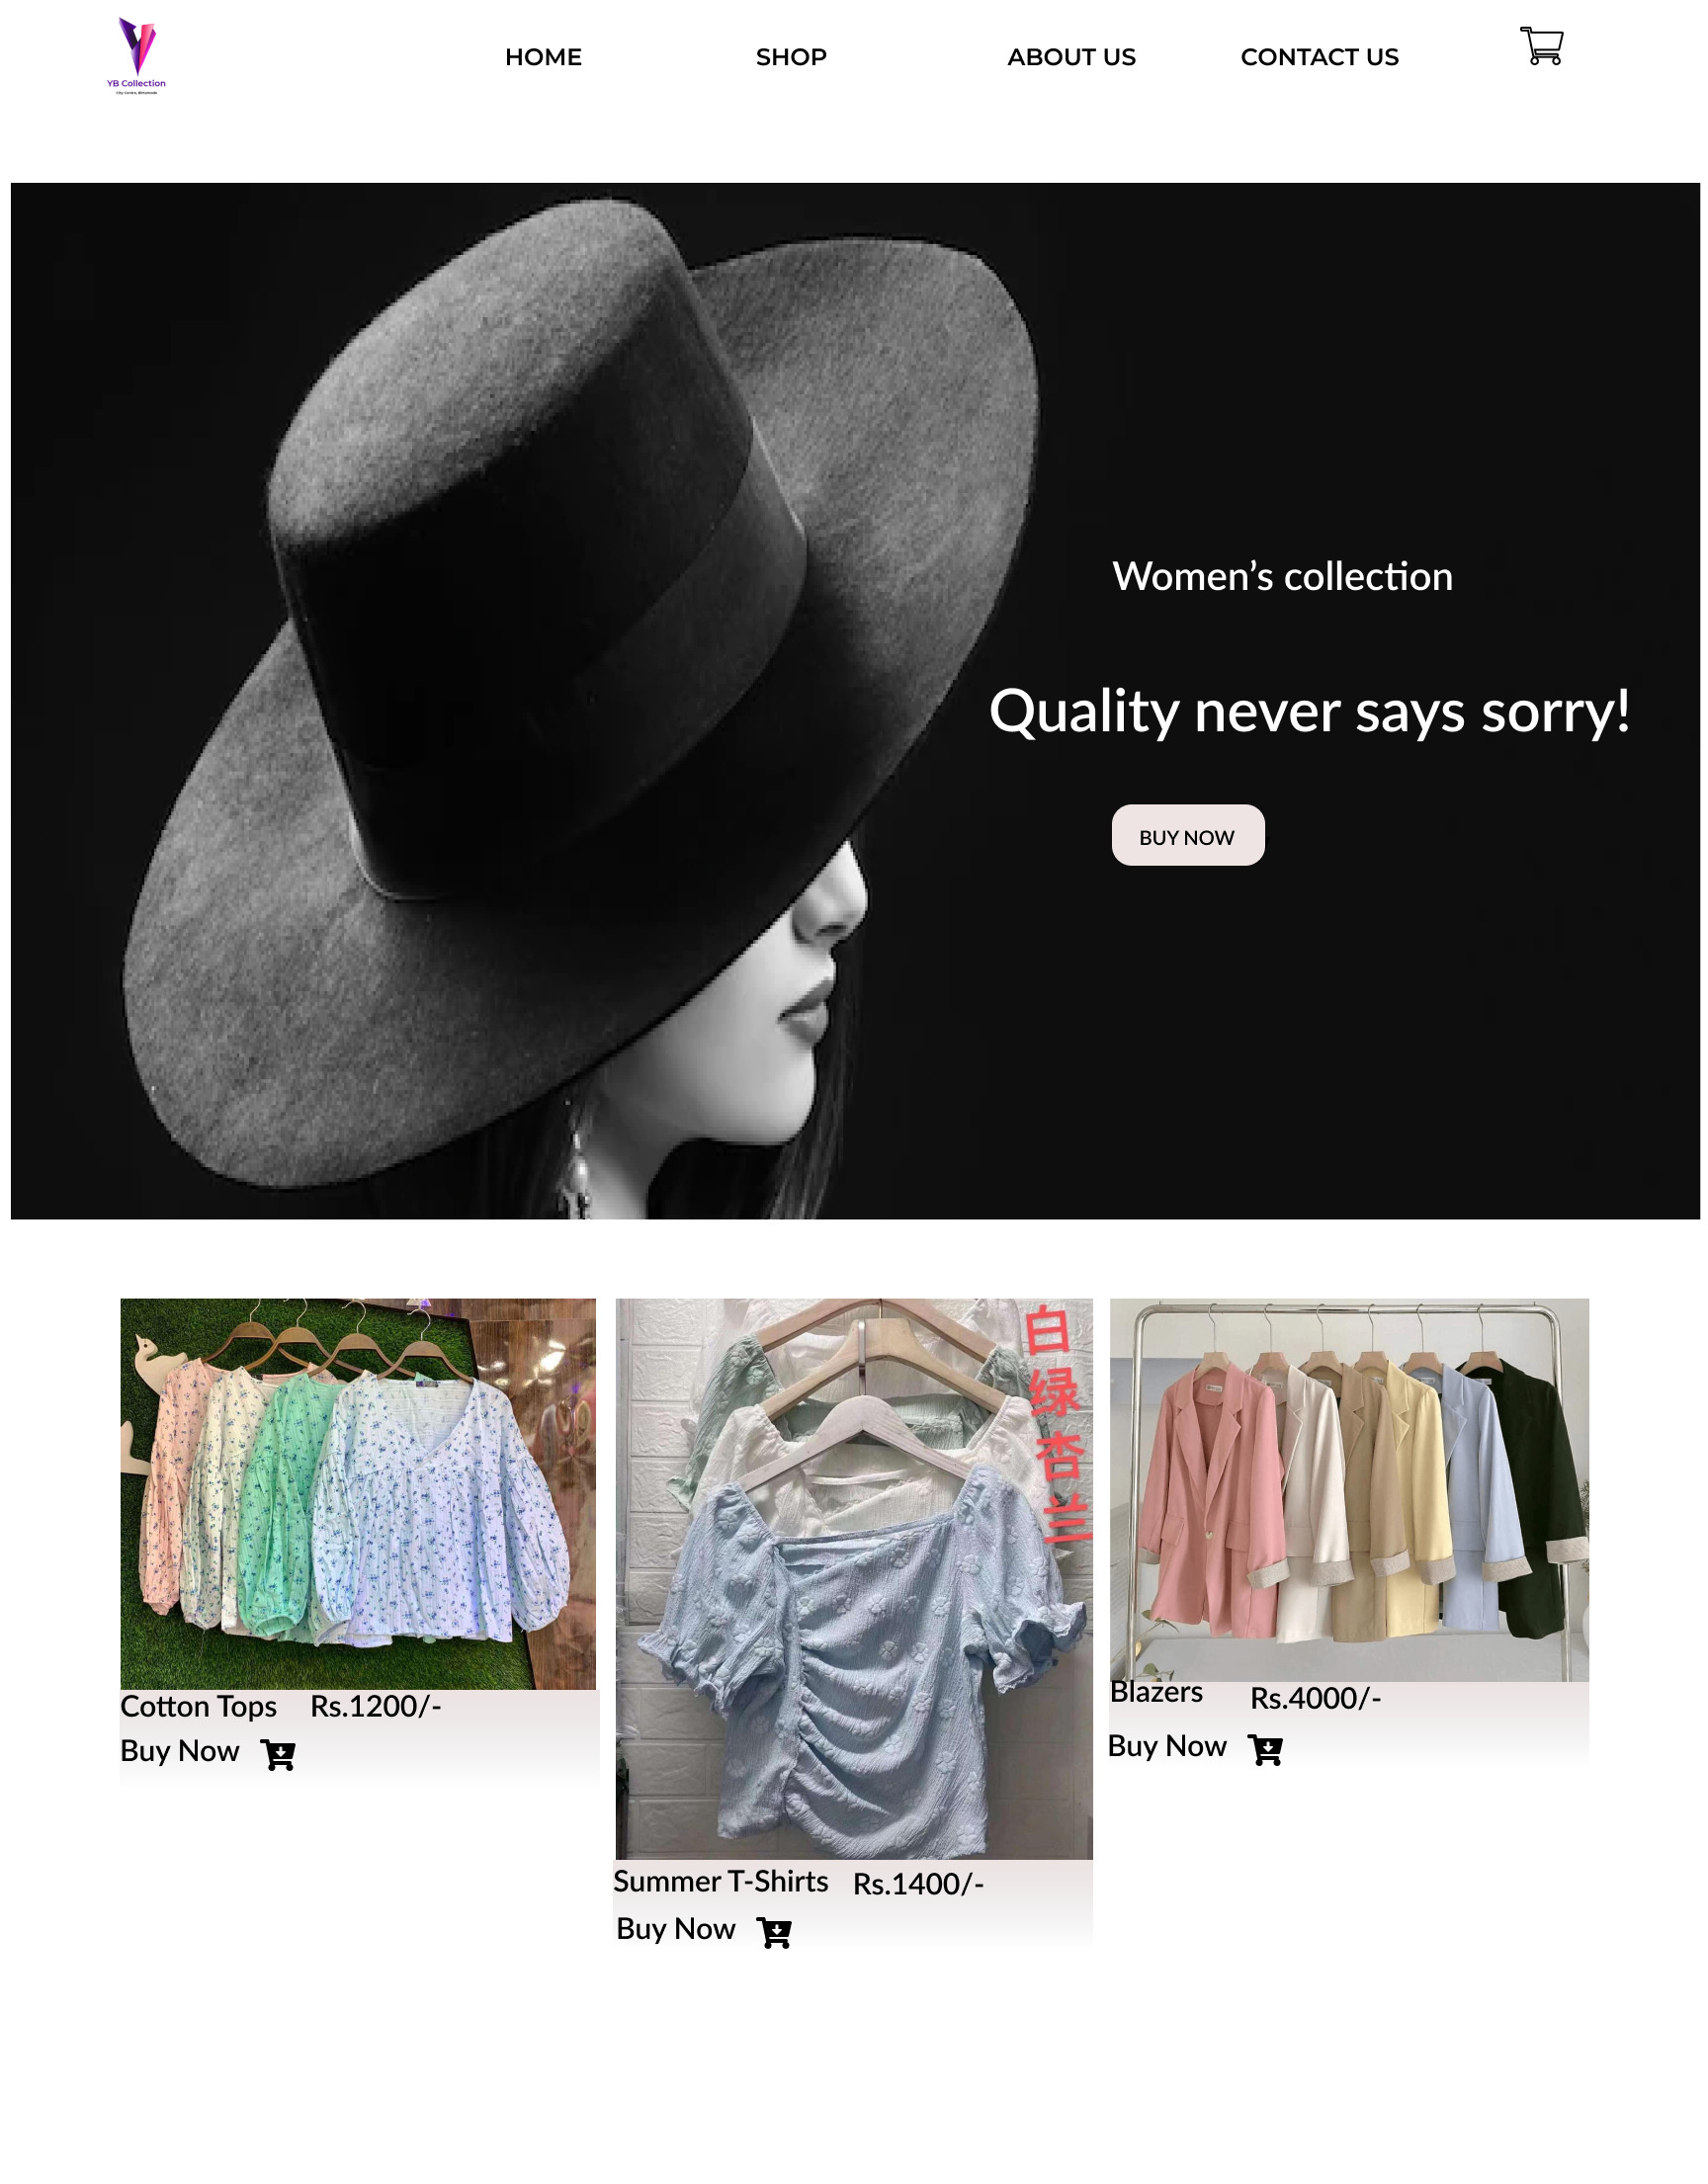 HOME
SHOP
ABOUT US
CONTACT US
YB Collection
Women's collection
Quality never says sorry!
BUY NOW
白
绿
杏
兰
Cotton Tops Rs.1200/-
Buy Now
Blazers Rs.4000/-
Buy Now
Summer T-Shirts Rs.1400/-
Buy Now